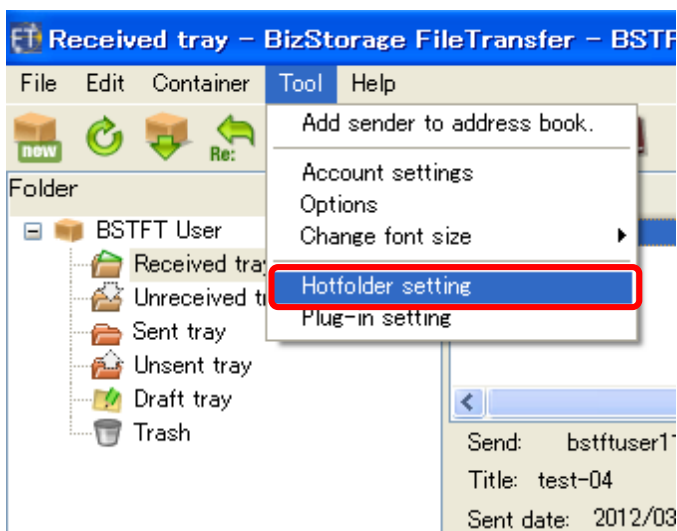 Received tray - BizStorage FileTransfer - BSTF
File Edit Container Tool Help
new Re:
Add sender to address book.
Account settings
Options
Change font size
Hotfolder setting
Plug-in setting
Folder
BSTFT User
Received tray
Unreceived t
Sent tray
Unsent tray
Draft tray
Trash
Send: bstftuser11
Title: test-04
Sent date: 2012/03